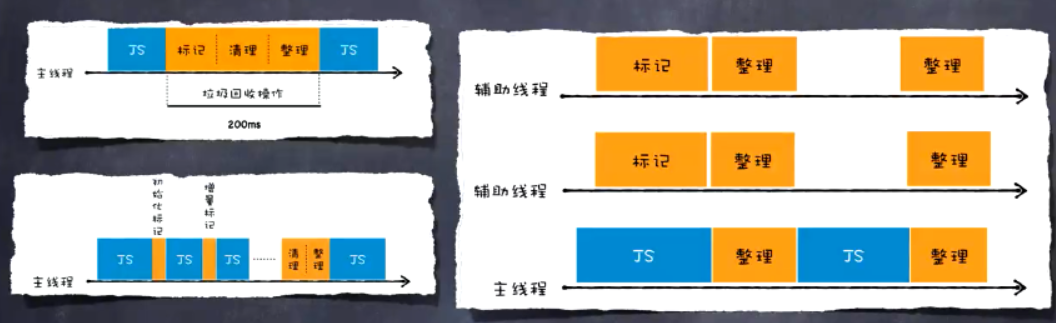 JS 标记 清理 整理 JS
主线程
垃圾回收操作
200ms
初始化标记
增量标记
JS JS JS ...... 清理 整理 JS
主线程
标记 整理 整理
辅助线程
标记 整理 整理
辅助线程
JS 整理 JS 整理
主线程